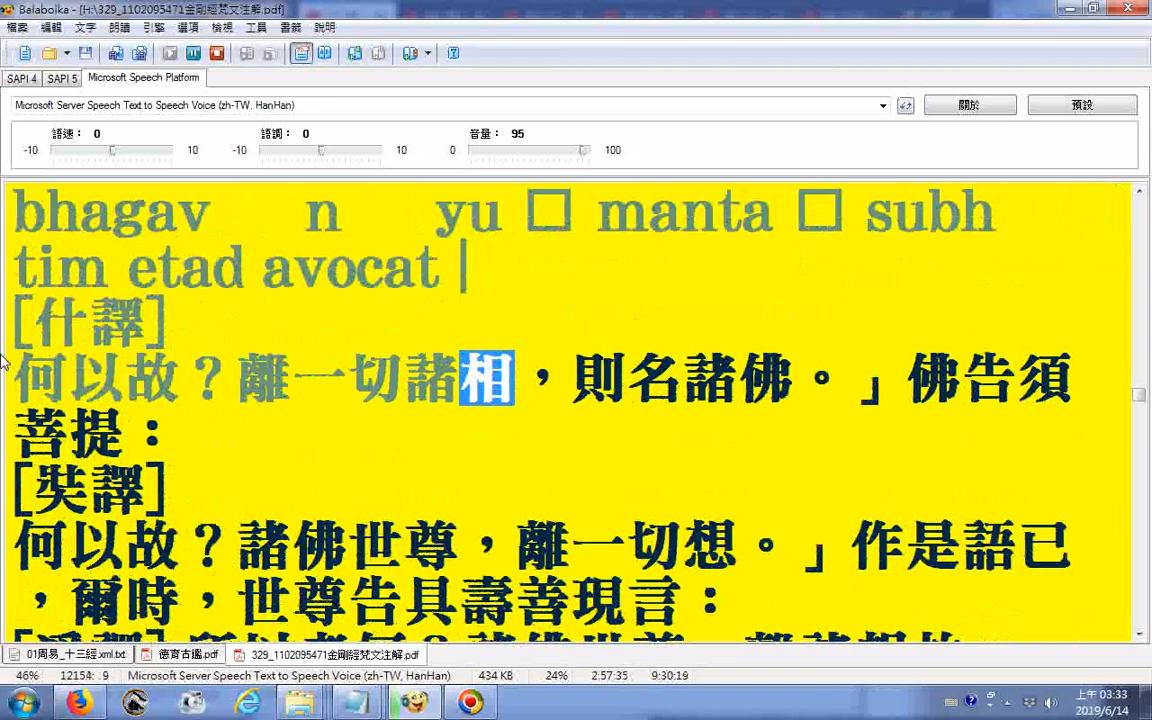 Balabolka - [H:\329_1102095471金剛經梵文注解.pdf]
檔案 編輯 文字 朗讀 引擎 選項 檢視 工具 書籤 說明
SAPI 4 SAPI 5 Microsoft Speech Platform
Microsoft Server Speech Text to Speech Voice (zh-TW, HanHan)
關於 預設
語速： 0 語調： 0 音量： 95
-10 10 -10 10 0 100
bhagav n yu □ manta □ subh
tim etad avocat |
[什譯]
何以故？離一切諸相，則名諸佛。」佛告須
菩提：
[奘譯]
何以故？諸佛世尊，離一切想。」作是語已
，爾時，世尊告具壽善現言：
01周易_十三經.xml.txt 德育古鑑.pdf 329_1102095471金剛經梵文注解.pdf
46% 12154: .9 Microsoft Server Speech Text to Speech Voice (zh-TW, HanHan) 434 KB 24% 2:57:35 9:30:19
上午 03:33
2019/6/14